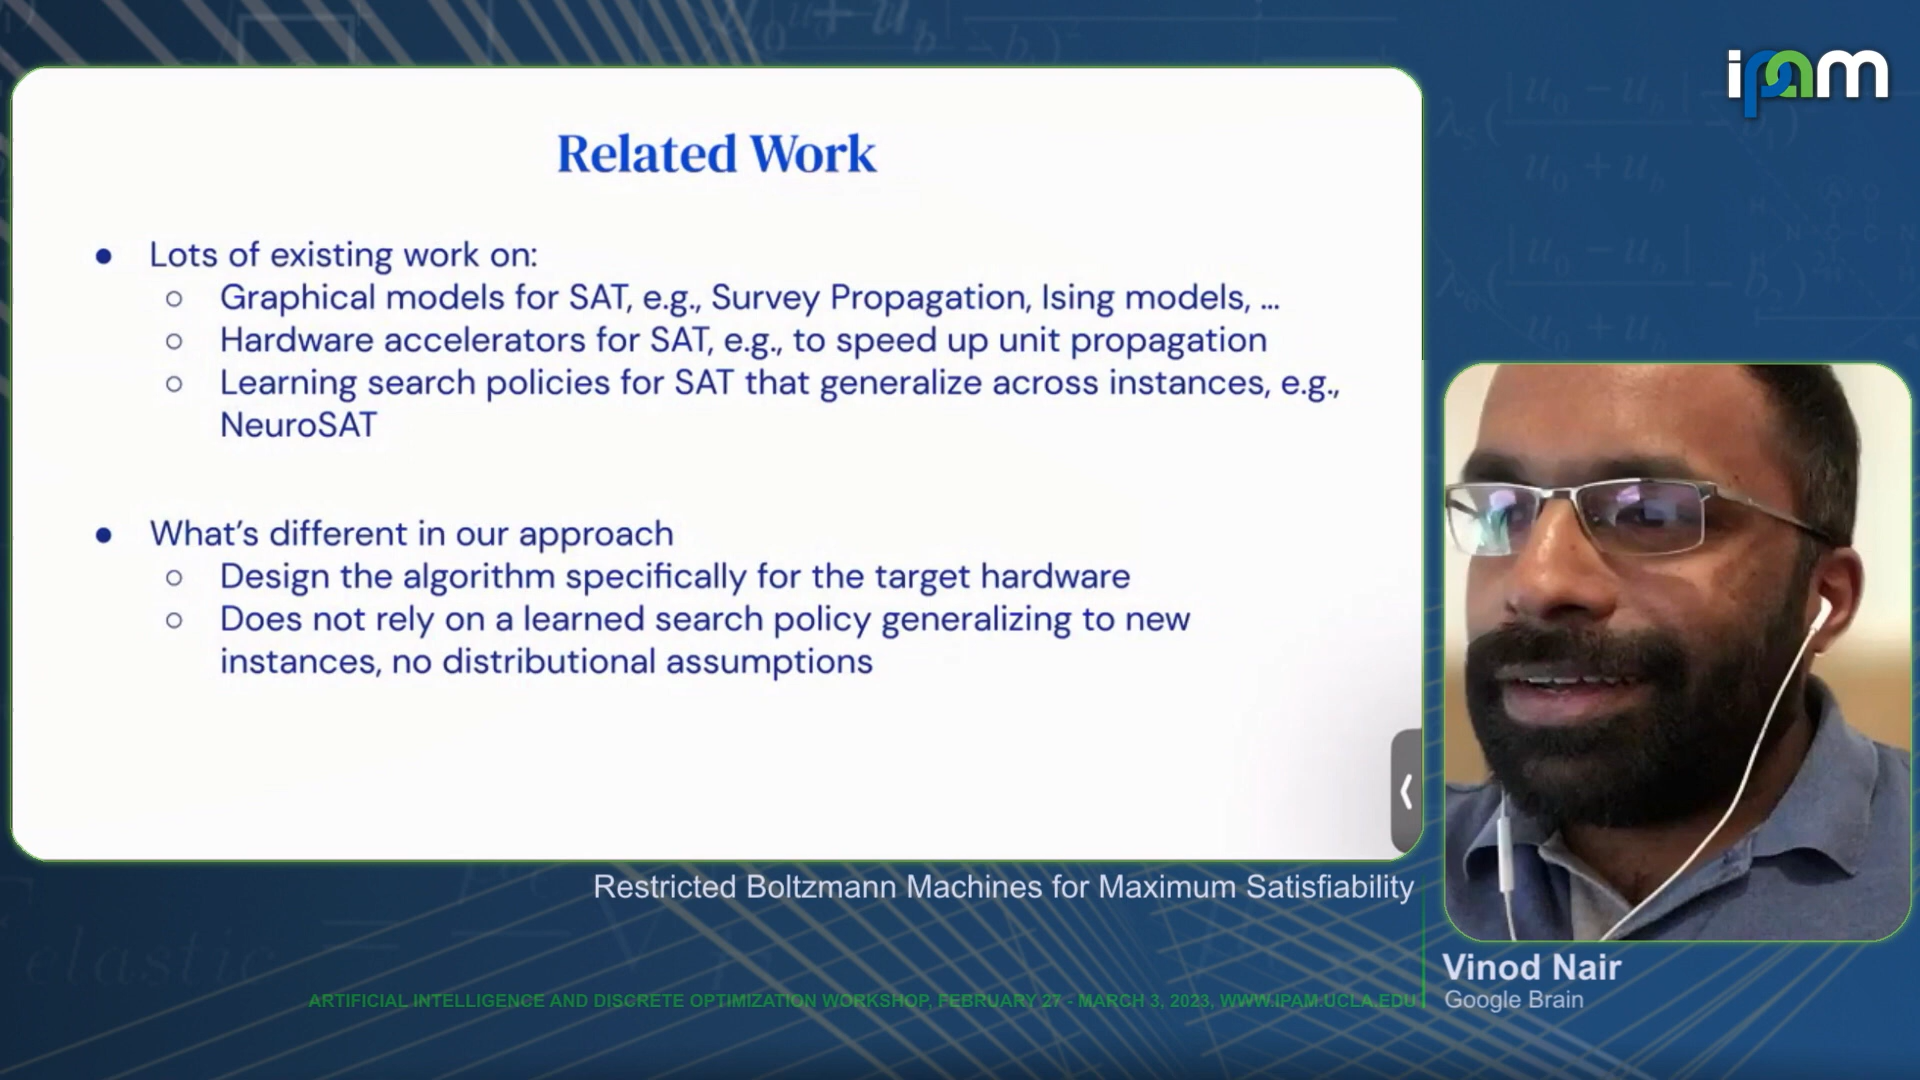 ipam
Related Work
● Lots of existing work on:
○ Graphical models for SAT, e.g., Survey Propagation, Ising models, ...
○ Hardware accelerators for SAT, e.g., to speed up unit propagation
○ Learning search policies for SAT that generalize across instances, e.g.,
NeuroSAT
● What's different in our approach
○ Design the algorithm specifically for the target hardware
○ Does not rely on a learned search policy generalizing to new
instances, no distributional assumptions
Restricted Boltzmann Machines for Maximum Satisfiability
Vinod Nair
Google Brain
ARTIFICIAL INTELLIGENCE AND DISCRETE OPTIMIZATION WORKSHOP, FEBRUARY 27 - MARCH 3, 2023, WWW.IPAM.UCLA.EDU
elastic